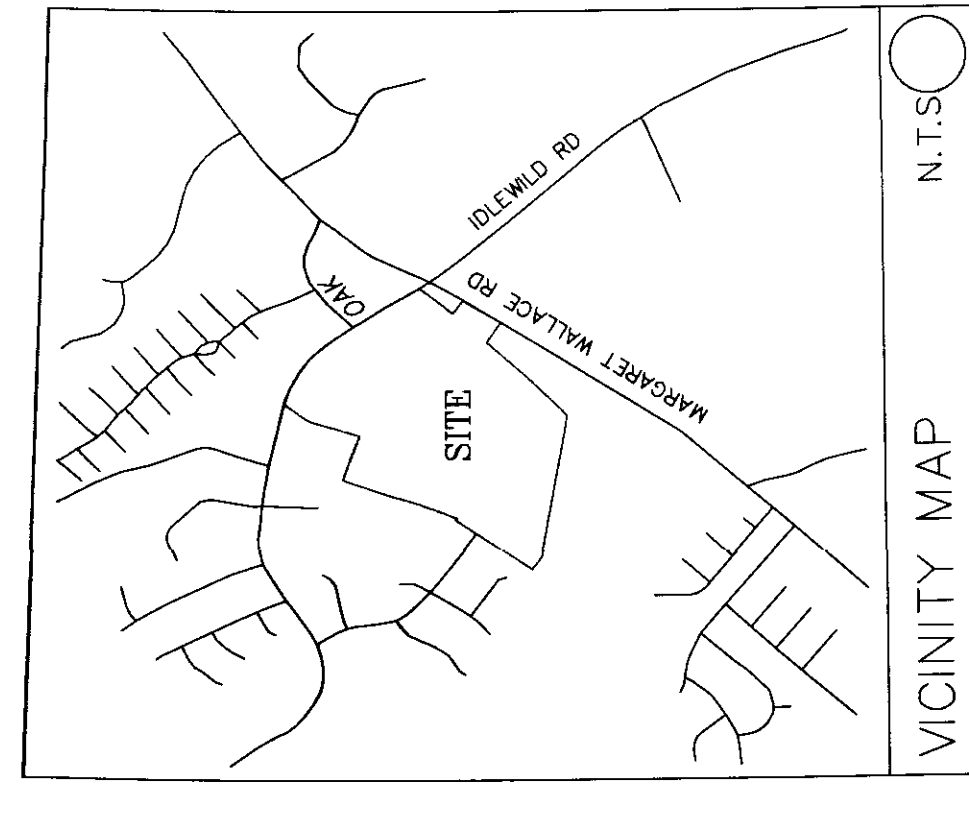 OAK
IDLEWILD RD
MARGARET WALLACE RD
SITE
VICINITY MAP
N.T.S